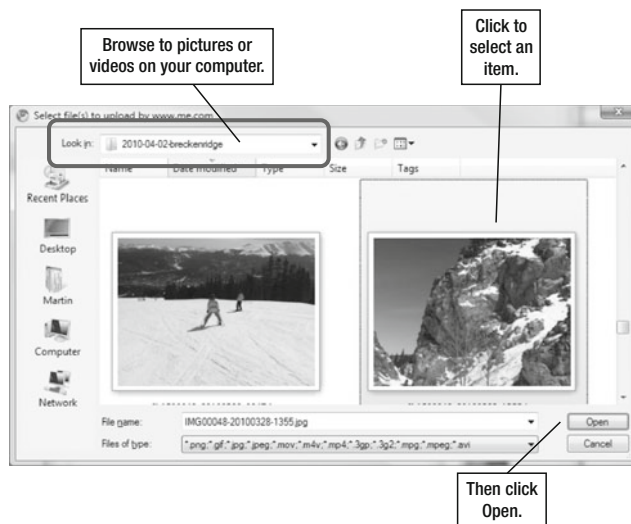 Browse to pictures or
videos on your computer.
Click to
select an
item.
Select file(s) to upload by www.me.com
Look in:
2010-04-02-breckenridge
Name
Date modified
Type
Size
Tags
Recent Places
Desktop
Martin
Computer
Network
File name:
IMG00048-20100328-1355.jpg
Open
Files of type:
*.png;*.gif;*.jpg;*.jpeg;*.mov;*.m4v;*.mp4;*.3gp;*.3g2;*.mpg;*.mpeg;*.avi
Cancel
Then click
Open.